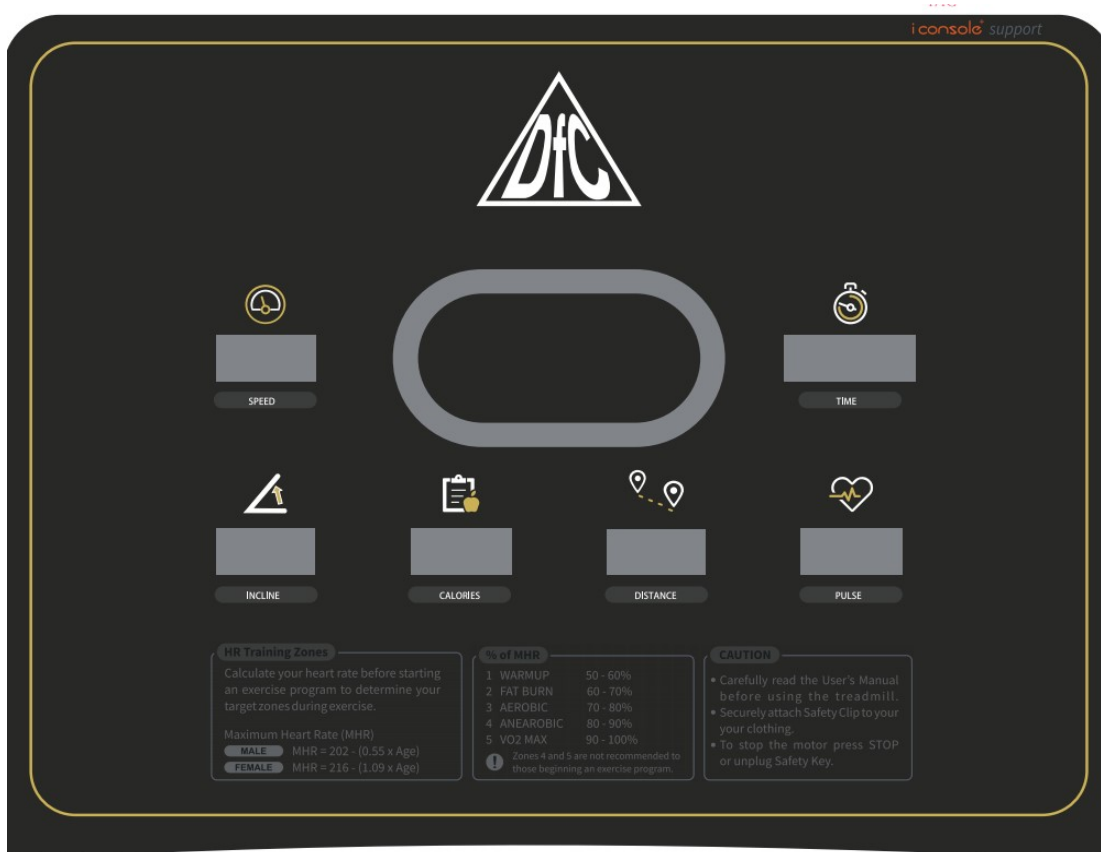 i console+ support
DfC
SPEED
TIME
INCLINE
CALORIES
DISTANCE
PULSE
HR Training Zones
Calculate your heart rate before starting
an exercise program to determine your
target zones during exercise.
Maximum Heart Rate (MHR)
MALE MHR = 202 - (0.55 x Age)
FEMALE MHR = 216 - (1.09 x Age)
% of MHR
1 WARMUP 50 - 60%
2 FAT BURN 60 - 70%
3 AEROBIC 70 - 80%
4 ANEAROBIC 80 - 90%
5 VO2 MAX 90 - 100%
! Zones 4 and 5 are not recommended to
those beginning an exercise program.
CAUTION
• Carefully read the User's Manual
before using the treadmill.
• Securely attach Safety Clip to your
your clothing.
• To stop the motor press STOP
or unplug Safety Key.